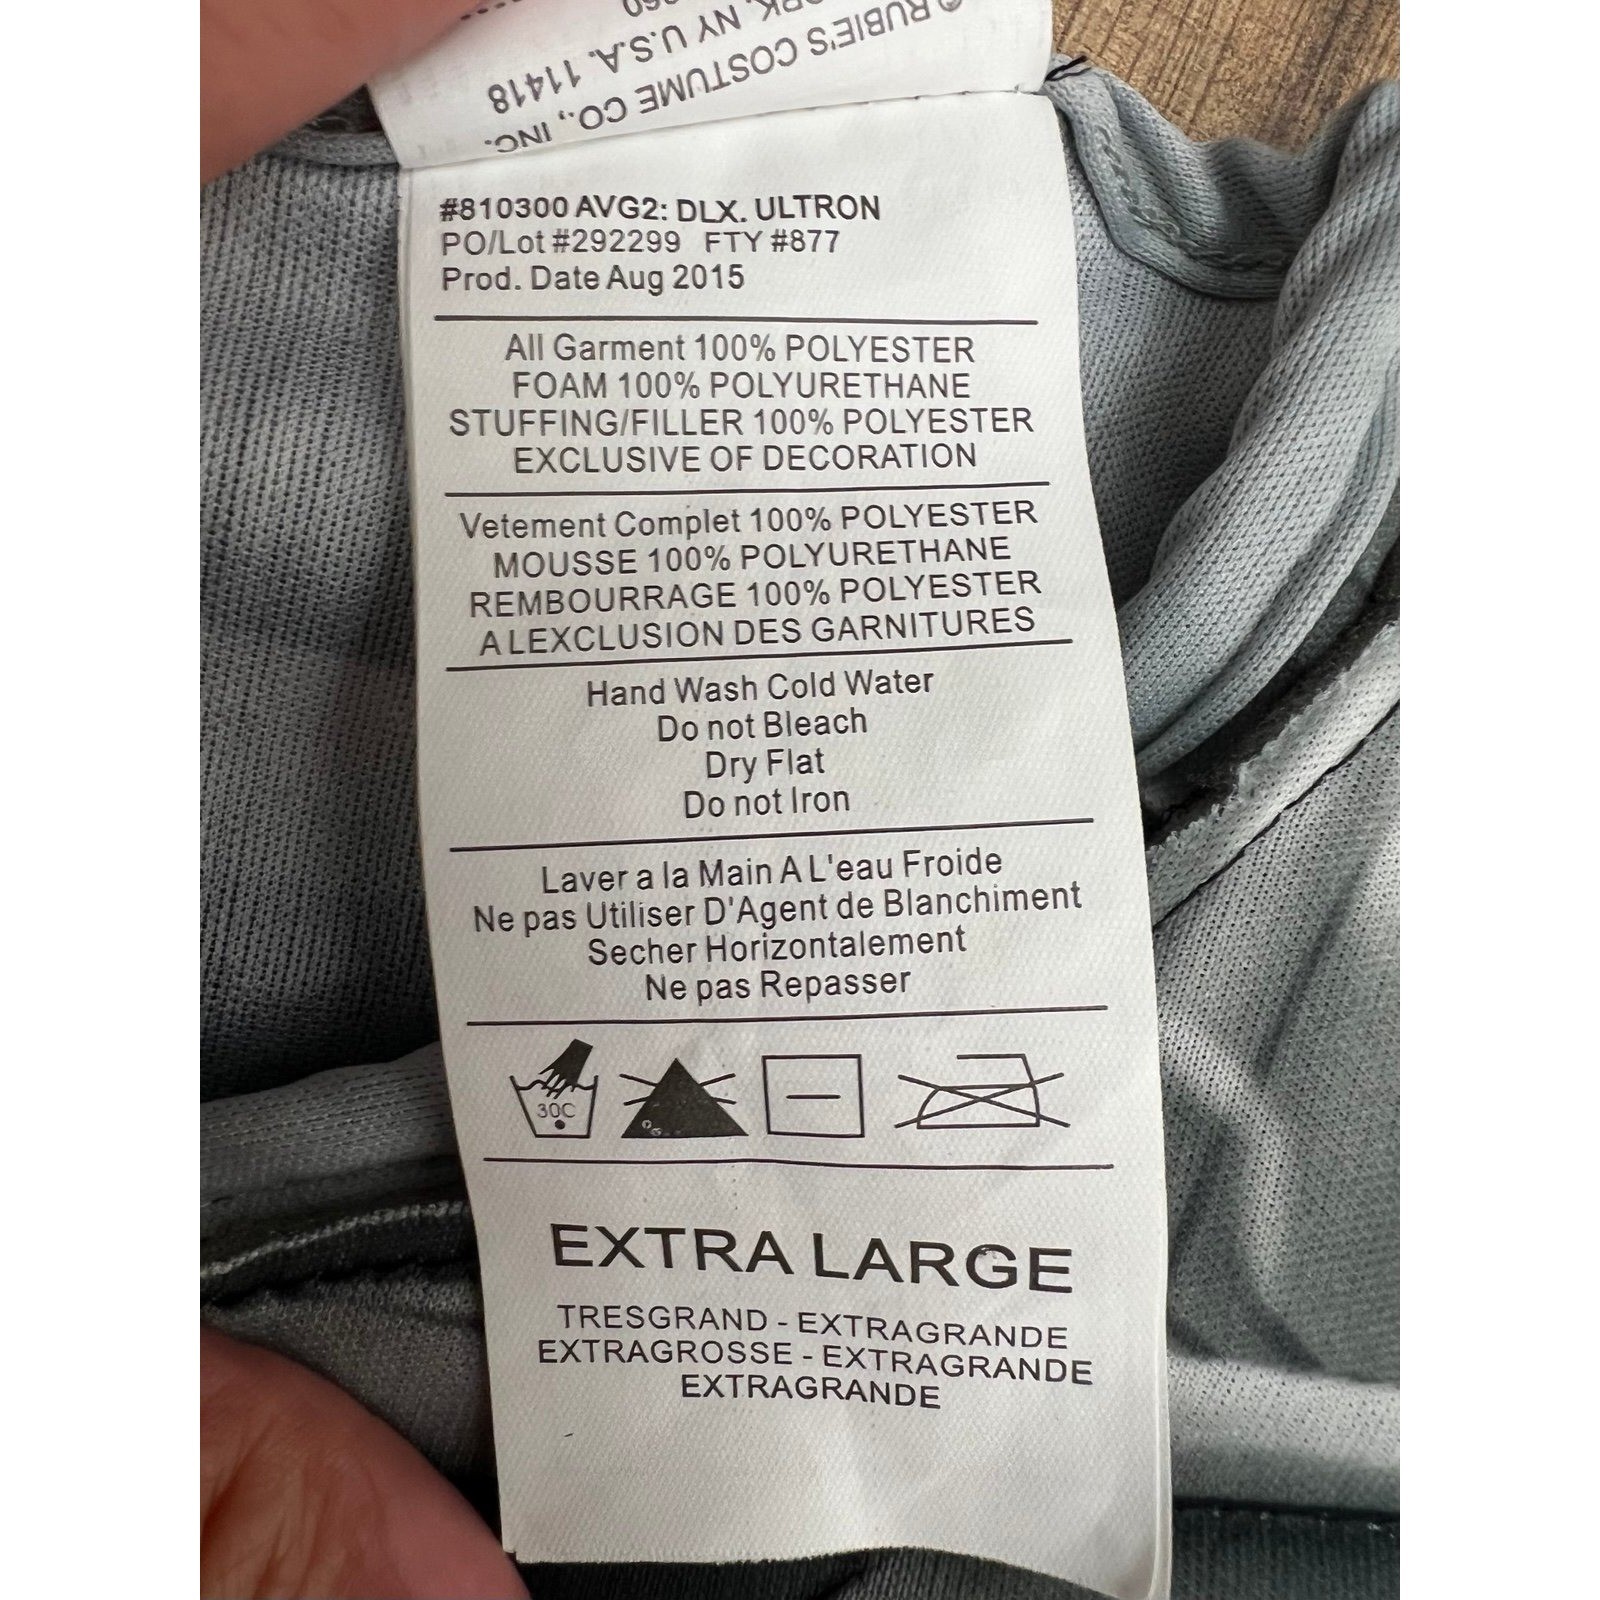 © RUBIE'S COSTUME CO., INC.
NY U.S.A. 11418
#810300 AVG2: DLX. ULTRON
PO/Lot #292299 FTY #877
Prod. Date Aug 2015
All Garment 100% POLYESTER
FOAM 100% POLYURETHANE
STUFFING/FILLER 100% POLYESTER
EXCLUSIVE OF DECORATION
Vetement Complet 100% POLYESTER
MOUSSE 100% POLYURETHANE
REMBOURRAGE 100% POLYESTER
A LEXCLUSION DES GARNITURES
Hand Wash Cold Water
Do not Bleach
Dry Flat
Do not Iron
Laver a la Main A L'eau Froide
Ne pas Utiliser D'Agent de Blanchiment
Secher Horizontalement
Ne pas Repasser
30C
EXTRA LARGE
TRESGRAND - EXTRAGRANDE
EXTRAGROSSE - EXTRAGRANDE
EXTRAGRANDE